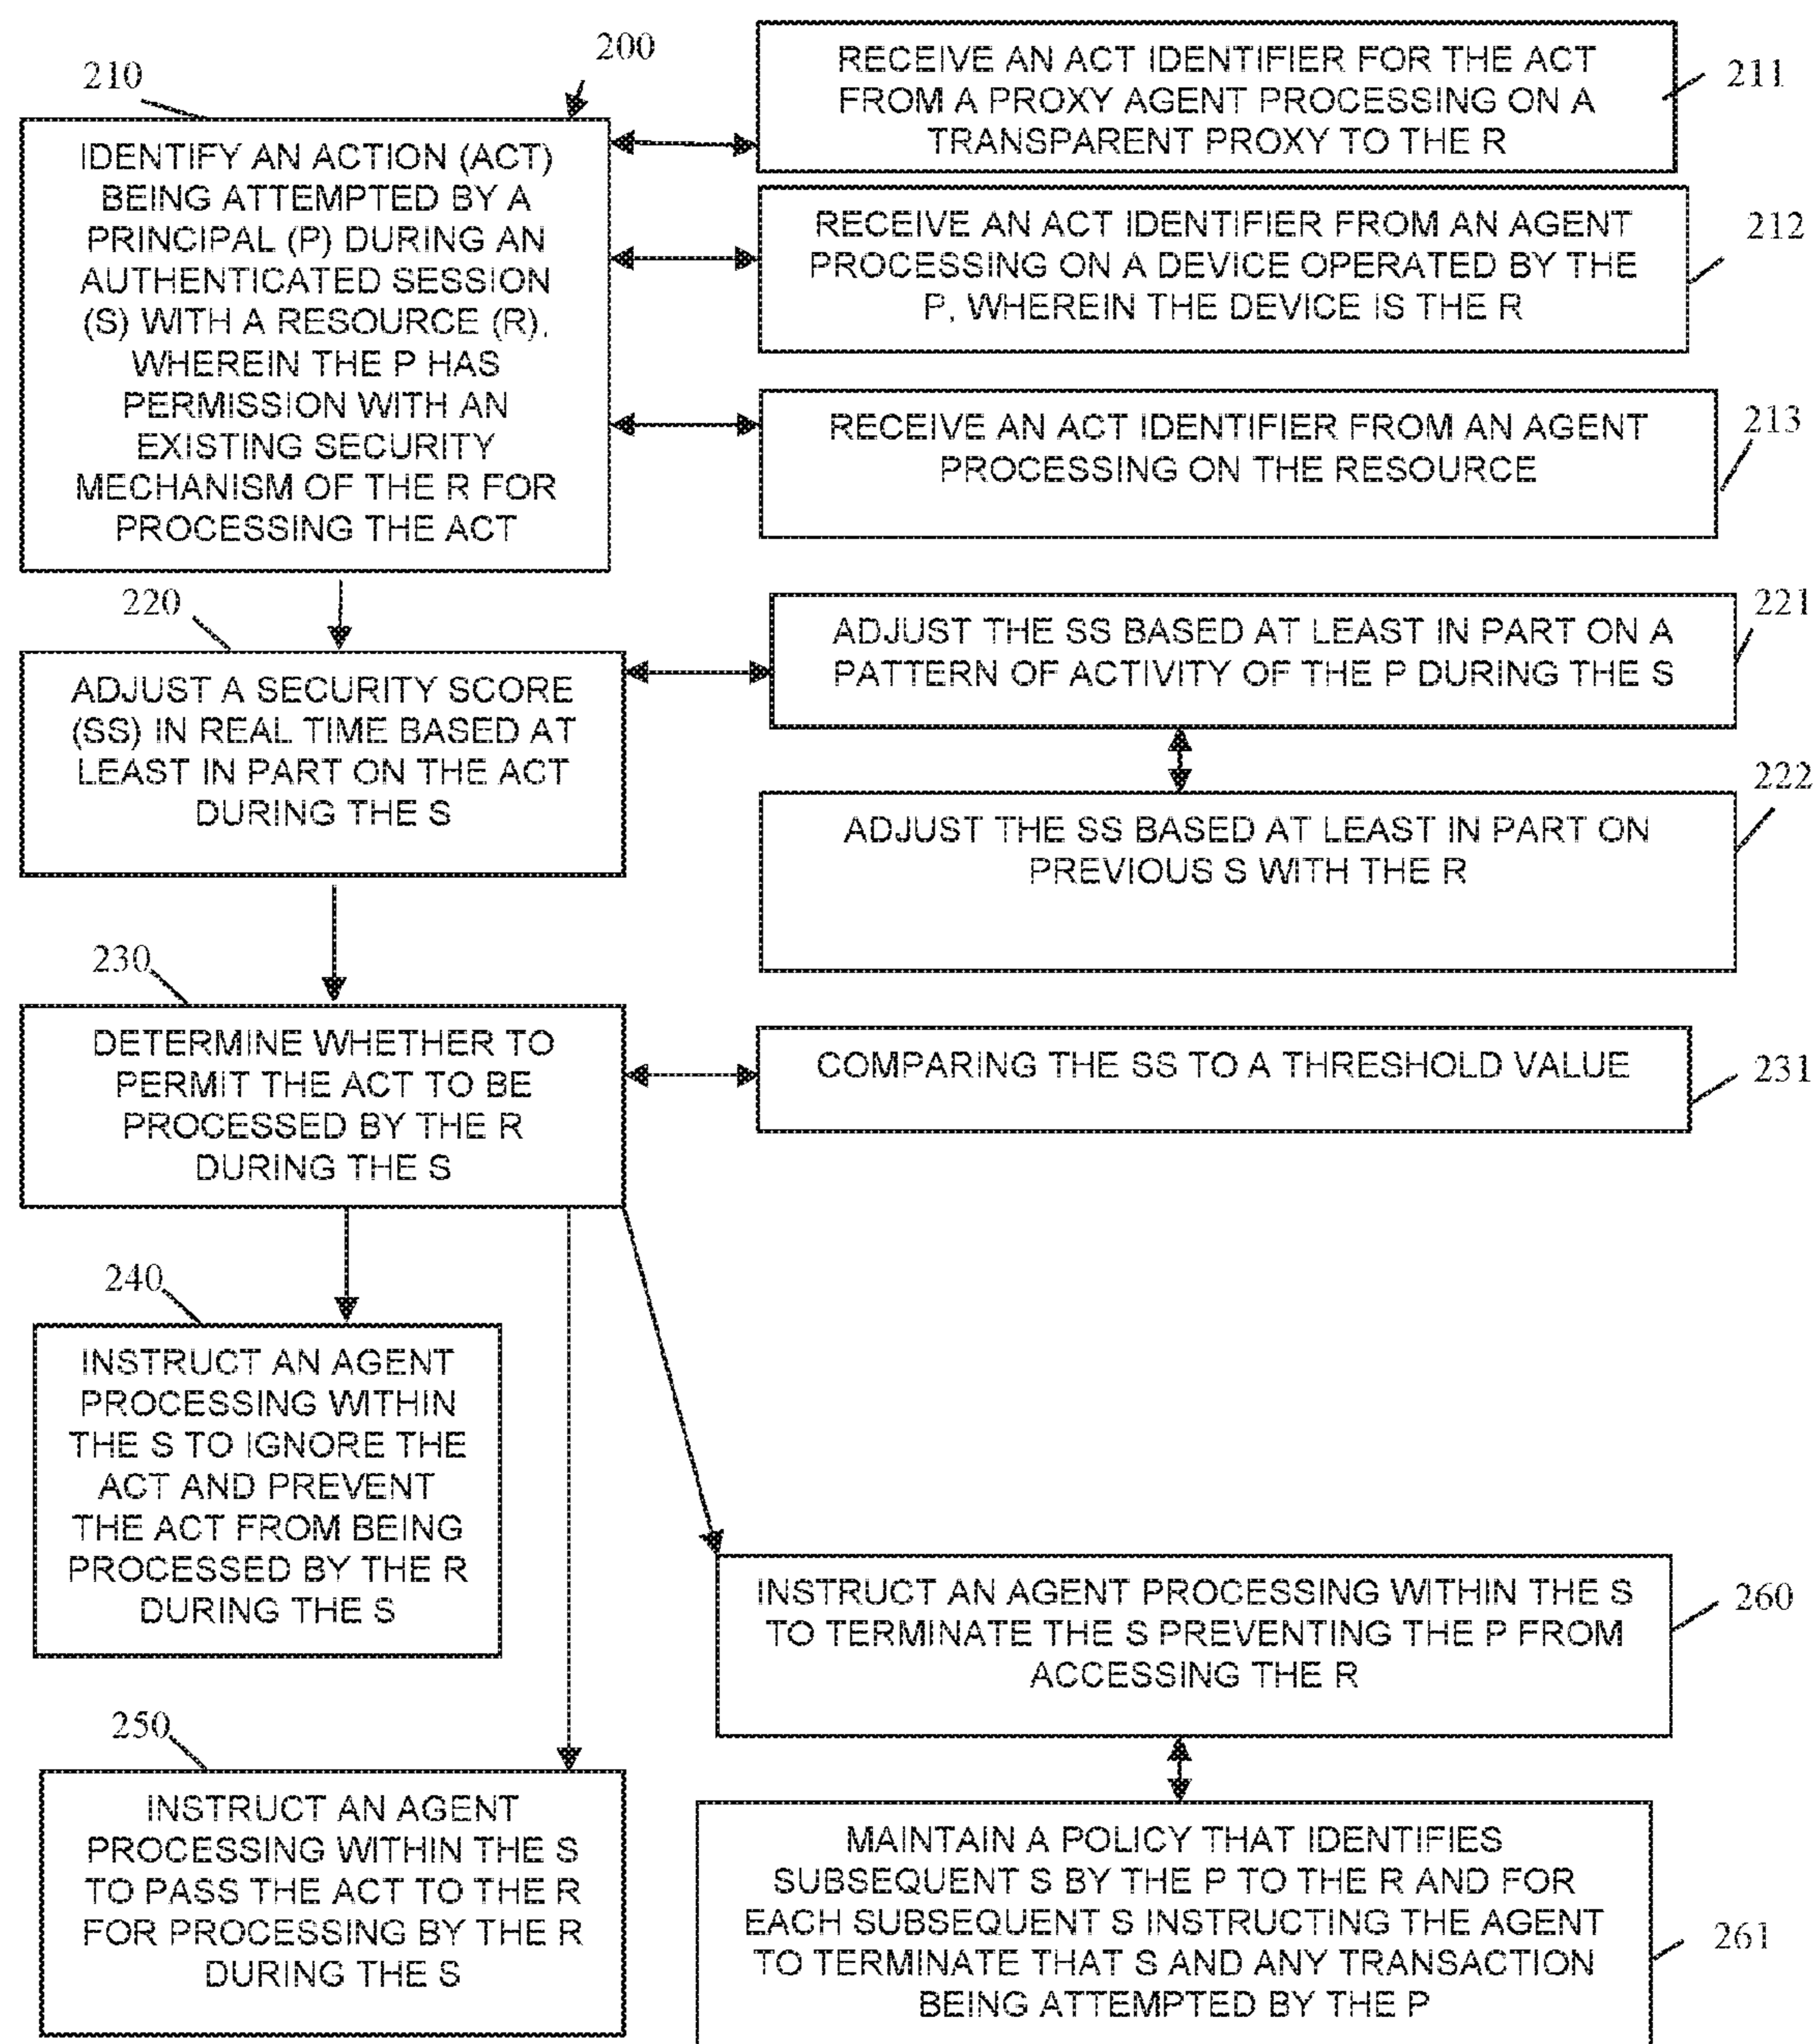 200
210
IDENTIFY AN ACTION (ACT)
BEING ATTEMPTED BY A
PRINCIPAL (P) DURING AN
AUTHENTICATED SESSION
(S) WITH A RESOURCE (R),
WHEREIN THE P HAS
PERMISSION WITH AN
EXISTING SECURITY
MECHANISM OF THE R FOR
PROCESSING THE ACT
RECEIVE AN ACT IDENTIFIER FOR THE ACT
FROM A PROXY AGENT PROCESSING ON A
TRANSPARENT PROXY TO THE R
211
RECEIVE AN ACT IDENTIFIER FROM AN AGENT
PROCESSING ON A DEVICE OPERATED BY THE
P, WHEREIN THE DEVICE IS THE R
212
RECEIVE AN ACT IDENTIFIER FROM AN AGENT
PROCESSING ON THE RESOURCE
213
220
ADJUST A SECURITY SCORE
(SS) IN REAL TIME BASED AT
LEAST IN PART ON THE ACT
DURING THE S
ADJUST THE SS BASED AT LEAST IN PART ON A
PATTERN OF ACTIVITY OF THE P DURING THE S
221
ADJUST THE SS BASED AT LEAST IN PART ON
PREVIOUS S WITH THE R
222
230
DETERMINE WHETHER TO
PERMIT THE ACT TO BE
PROCESSED BY THE R
DURING THE S
COMPARING THE SS TO A THRESHOLD VALUE
231
240
INSTRUCT AN AGENT
PROCESSING WITHIN
THE S TO IGNORE THE
ACT AND PREVENT
THE ACT FROM BEING
PROCESSED BY THE R
DURING THE S
250
INSTRUCT AN AGENT
PROCESSING WITHIN THE S
TO PASS THE ACT TO THE R
FOR PROCESSING BY THE R
DURING THE S
INSTRUCT AN AGENT PROCESSING WITHIN THE S
TO TERMINATE THE S PREVENTING THE P FROM
ACCESSING THE R
260
MAINTAIN A POLICY THAT IDENTIFIES
SUBSEQUENT S BY THE P TO THE R AND FOR
EACH SUBSEQUENT S INSTRUCTING THE AGENT
TO TERMINATE THAT S AND ANY TRANSACTION
BEING ATTEMPTED BY THE P
261